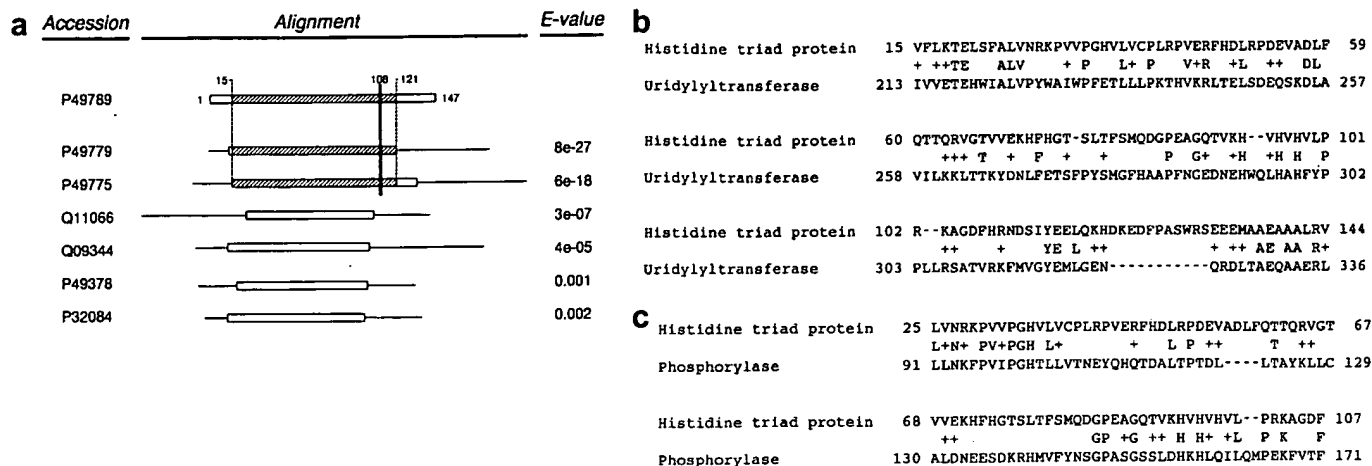 a
Accession Alignment E-value
15 108 121
P49789 1 147
P49779 8e-27
P49775 6e-18
Q11066 3e-07
Q09344 4e-05
P49378 0.001
P32084 0.002
b
Histidine triad protein 15 VFLKTELSFALVNRKPVVPGHVLVCPLRPVERFHDLRPDEVADLF 59
+ ++TE ALV + P L+ P V+R +L ++ DL
Uridylyltransferase 213 IVVETEHWIALVPYWAIWPFETLLLPKTHVKRLTELSDEQSKDLA 257
Histidine triad protein 60 QTTQRVGTVVEKHFHGT-SLTFSMQDGPEAGQTVKH--VHVHVLP 101
+++ T + F + + P G+ +H +H H P
Uridylyltransferase 258 VILKKLTTKYDNLFETSFPYSMGFHAAPFNGEDNEHWQLHAHFYP 302
Histidine triad protein 102 R--KAGDFHRNDSIYEELQKHDKEDFPASWRSEEEMAAEAAALRV 144
++ + YE L ++ + ++ AE AA R+
Uridylyltransferase 303 PLLRSATVRKFMVGYEMLGEN-----------QRDLTAEQAAERL 336
c
Histidine triad protein 25 LVNRKPVVPGHVLVCPLRPVERFHDLRPDEVADLFQTTQRVGT 67
L+N+ PV+PGH L+ + L P ++ T ++
Phosphorylase 91 LLNKFPVIPGHTLLVTNEYQHQTDALTPTDL----LTAYKLLC 129
Histidine triad protein 68 VVEKHFHGTSLTFSMQDGPEAGQTVKHVHVHVL--PRKAGDF 107
++ GP +G ++ H H+ +L P K F
Phosphorylase 130 ALDNEESDKRHMVFYNSGPASGSSLDHKHLQILQMPEKFVTF 171